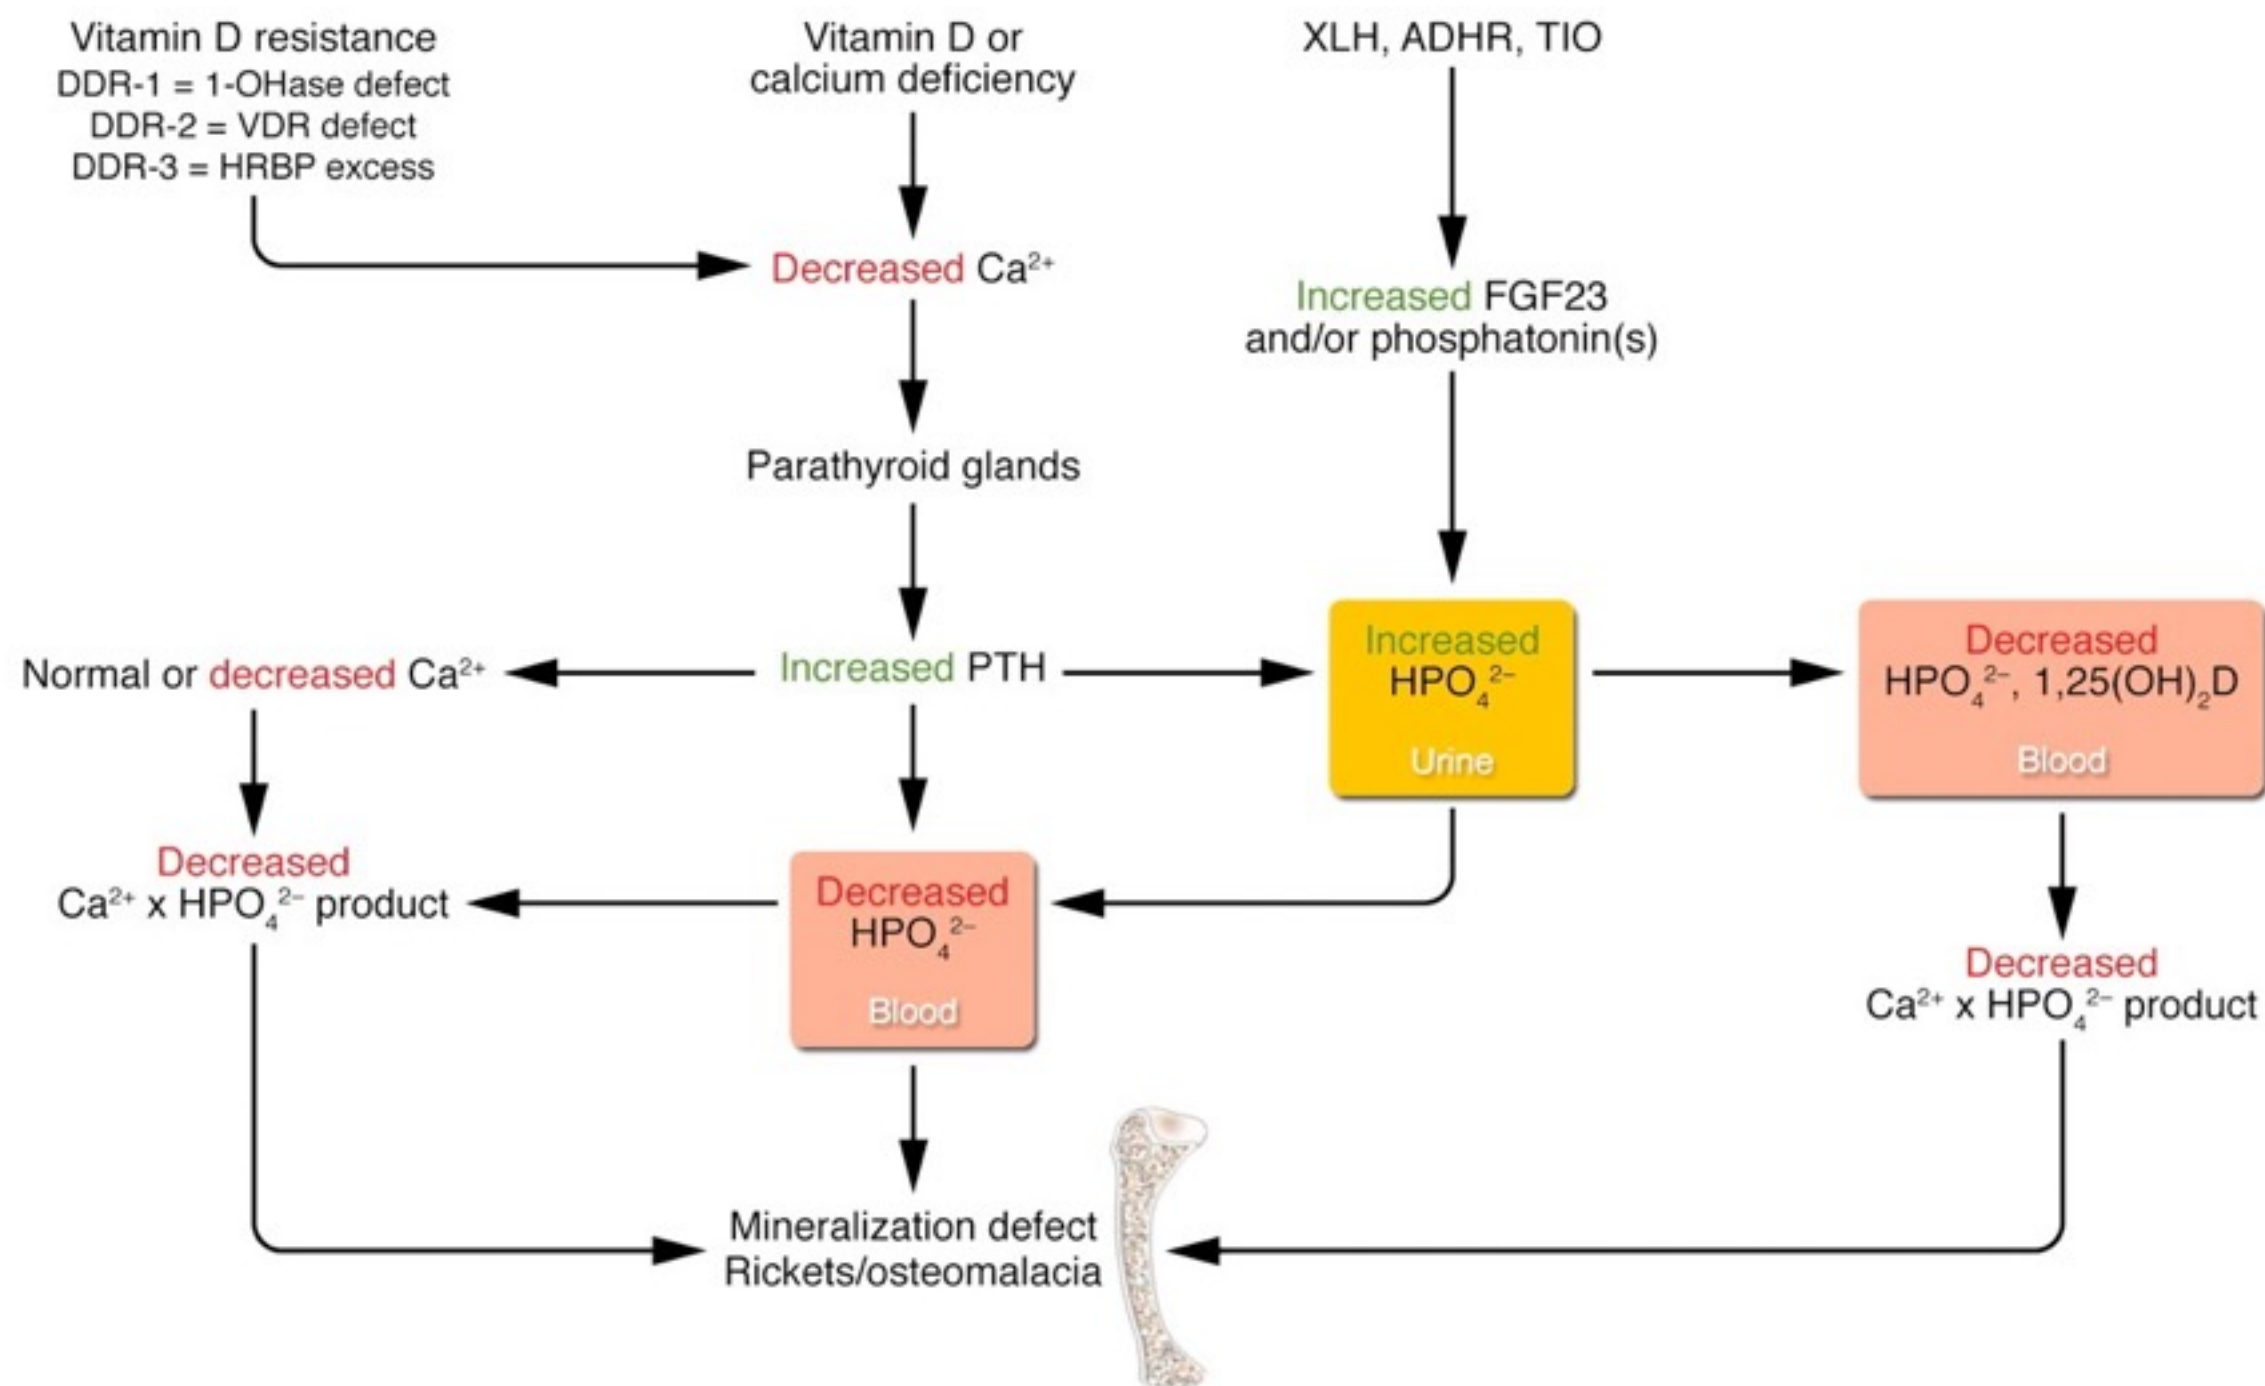 Vitamin D resistance
DDR-1 = 1-OHase defect
DDR-2 = VDR defect
DDR-3 = HRBP excess
Vitamin D or
calcium deficiency
XLH, ADHR, TIO
Decreased Ca²⁺
Increased FGF23
and/or phosphatonin(s)
Parathyroid glands
Normal or decreased Ca²⁺
Increased PTH
Increased
HPO₄²⁻
Urine
Decreased
HPO₄²⁻, 1,25(OH)₂D
Blood
Decreased
Ca²⁺ x HPO₄²⁻ product
Decreased
HPO₄²⁻
Blood
Decreased
Ca²⁺ x HPO₄²⁻ product
Mineralization defect
Rickets/osteomalacia